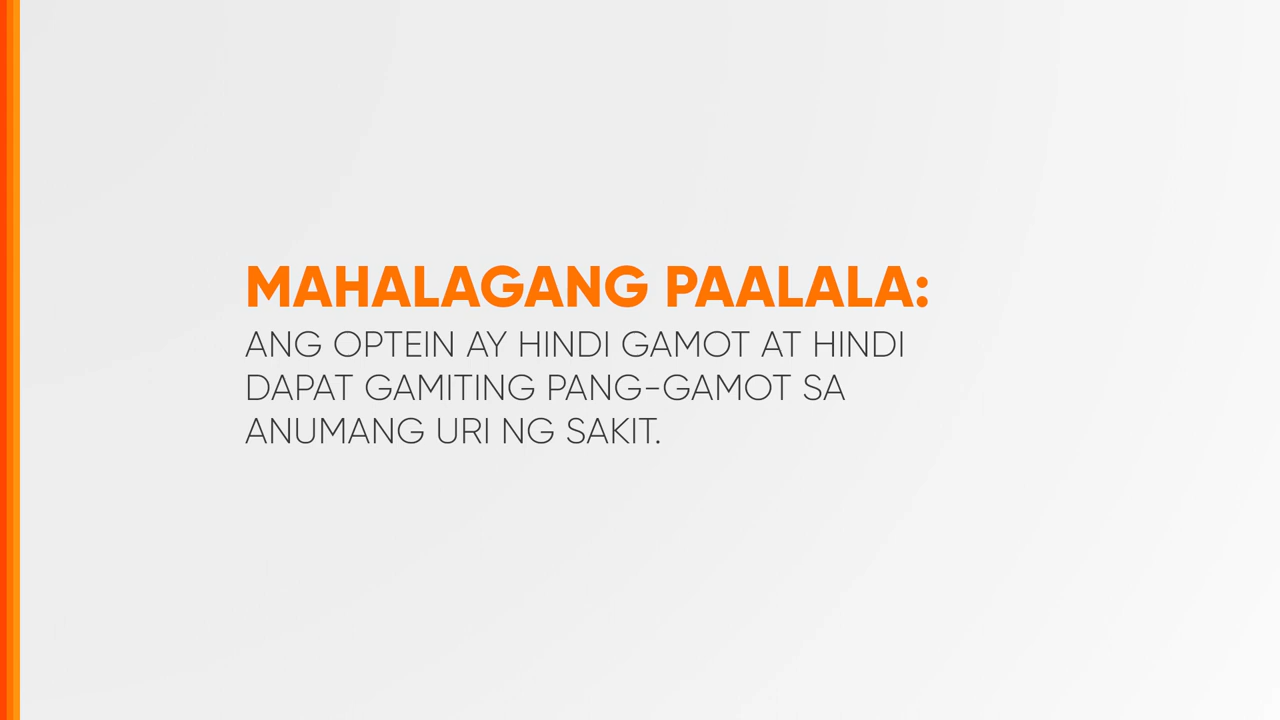 MAHALAGANG PAALALA:
ANG OPTEIN AY HINDI GAMOT AT HINDI
DAPAT GAMITING PANG-GAMOT SA
ANUMANG URI NG SAKIT.